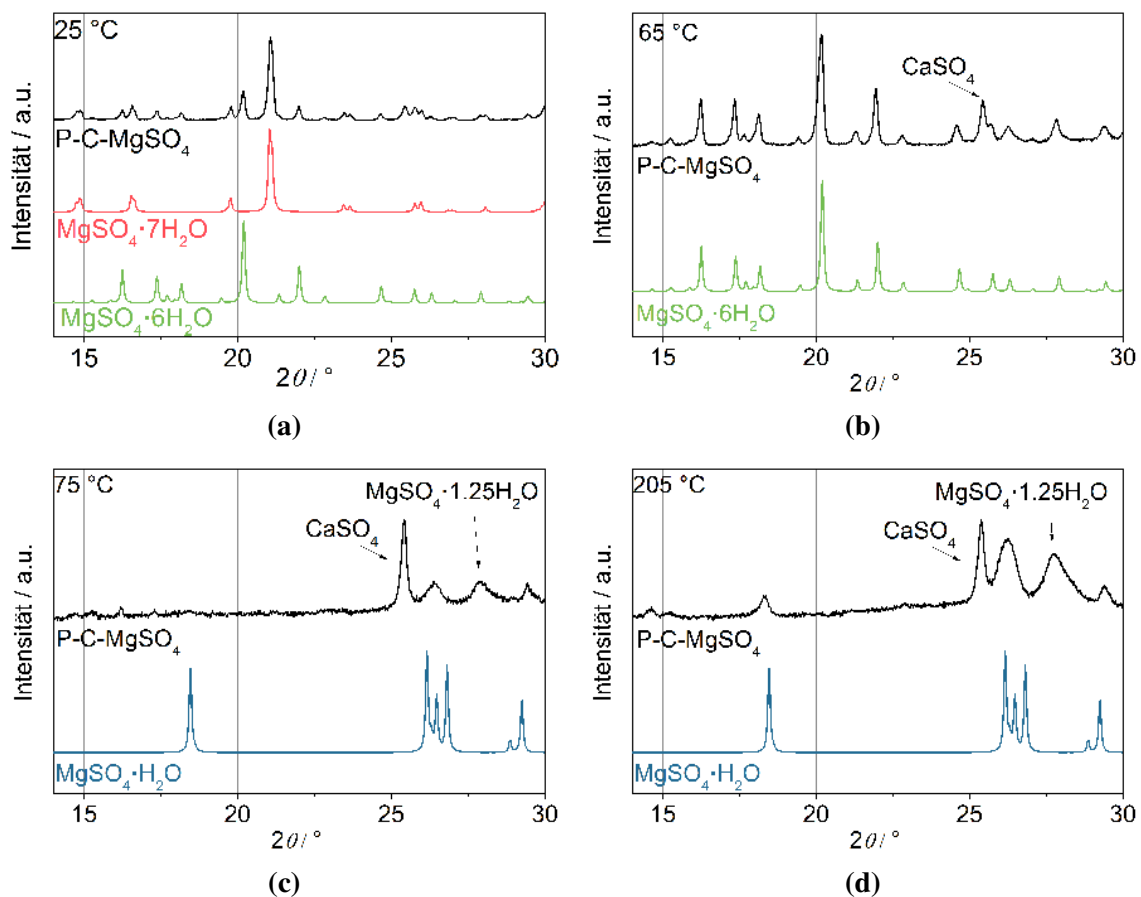 25 °C
P-C-MgSO₄
MgSO₄·7H₂O
MgSO₄·6H₂O
Intensität / a.u.
15 20 25 30
2θ/ °
(a)
65 °C
CaSO₄
P-C-MgSO₄
MgSO₄·6H₂O
Intensität / a.u.
15 20 25 30
2θ/ °
(b)
75 °C
MgSO₄·1.25H₂O
CaSO₄
P-C-MgSO₄
MgSO₄·H₂O
Intensität / a.u.
15 20 25 30
2θ/ °
(c)
205 °C
MgSO₄·1.25H₂O
CaSO₄
P-C-MgSO₄
MgSO₄·H₂O
Intensität / a.u.
15 20 25 30
2θ/ °
(d)